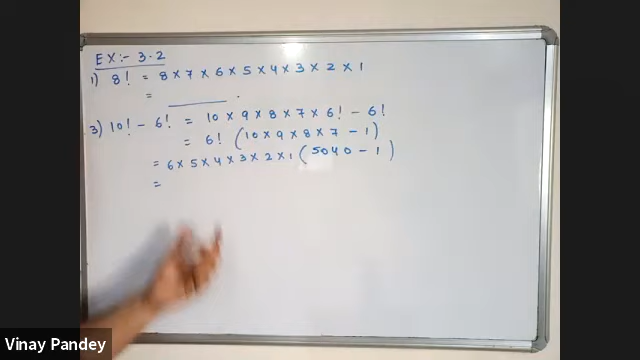 EX:- 3.2
1) 8! = 8 × 7 × 6 × 5 × 4 × 3 × 2 × 1
= ______ .
3) 10! - 6! = 10 × 9 × 8 × 7 × 6! - 6!
= 6! (10 × 9 × 8 × 7 - 1)
= 6 × 5 × 4 × 3 × 2 × 1 (5040 - 1)
=
Vinay Pandey